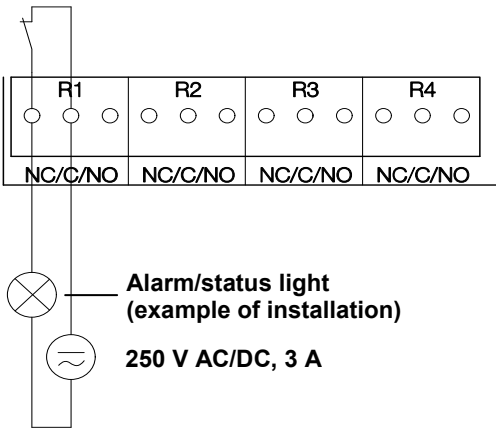 R1 R2 R3 R4
NC/C/NO NC/C/NO NC/C/NO NC/C/NO
Alarm/status light
(example of installation)
250 V AC/DC, 3 A